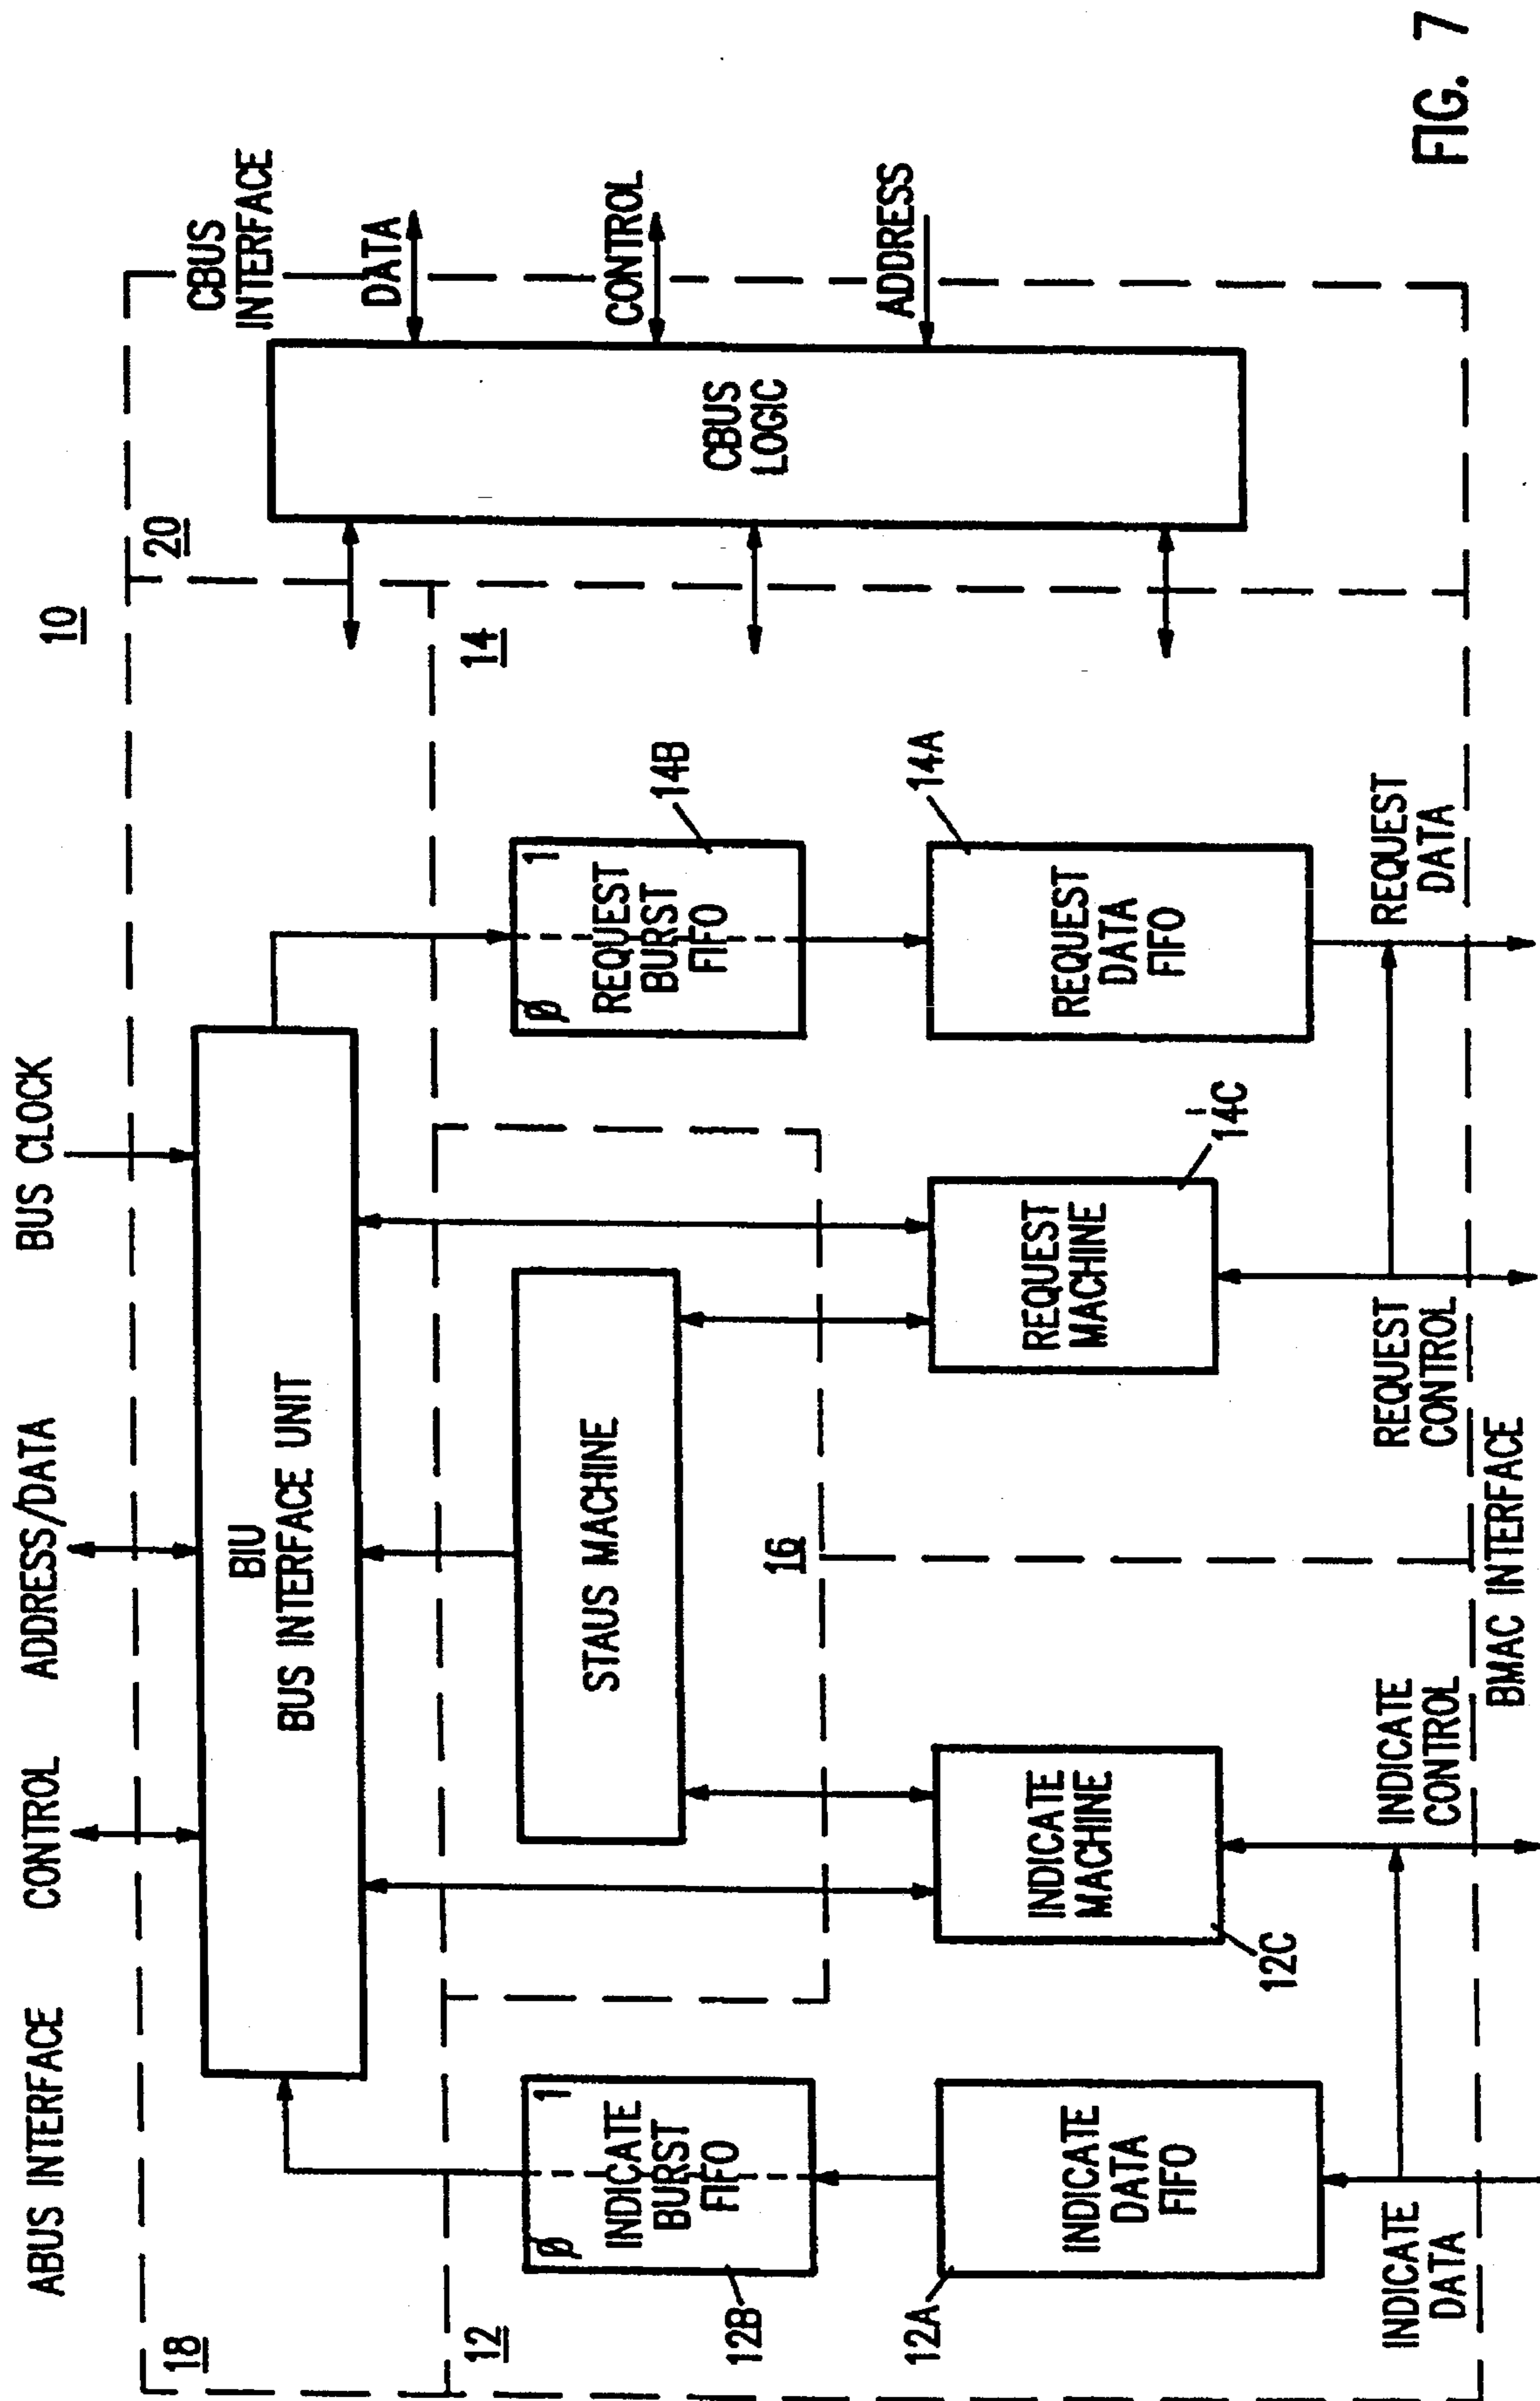 10
ABUS INTERFACE
CONTROL
ADDRESS/DATA
BUS CLOCK
18
20
CBUS
INTERFACE
BIU
BUS INTERFACE UNIT
DATA
CONTROL
ADDRESS
CBUS
LOGIC
12
14
Ø
1
INDICATE
BURST
FIFO
12B
STAUS MACHINE
16
Ø
1
REQUEST
BURST
FIFO
14B
12A
INDICATE
DATA
FIFO
INDICATE
MACHINE
12C
REQUEST
MACHINE
14C
REQUEST
DATA
FIFO
14A
INDICATE
DATA
INDICATE
CONTROL
REQUEST
CONTROL
REQUEST
DATA
BMAC INTERFACE
FIG. 7